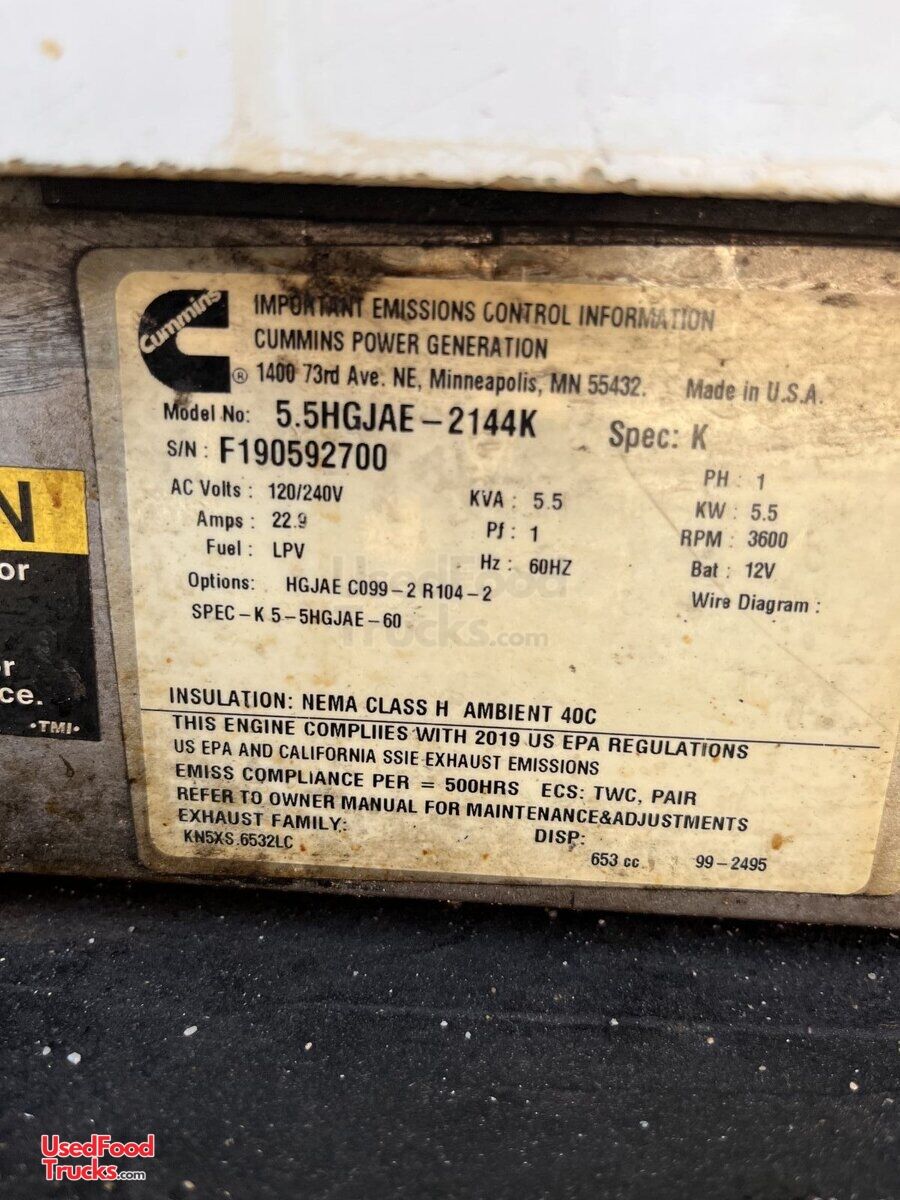 Cummins
IMPORTANT EMISSIONS CONTROL INFORMATION
CUMMINS POWER GENERATION
® 1400 73rd Ave. NE, Minneapolis, MN 55432. Made in U.S.A.
Model No: 5.5HGJAE-2144K Spec: K
S/N : F190592700
AC Volts : 120/240V KVA : 5.5 PH : 1
Amps : 22.9 Pf : 1 KW : 5.5
Fuel : LPV Hz : 60HZ RPM : 3600
Bat : 12V
Options: HGJAE C099-2 R104-2 Wire Diagram :
SPEC-K 5-5HGJAE-60
INSULATION: NEMA CLASS H AMBIENT 40C
THIS ENGINE COMPLIIES WITH 2019 US EPA REGULATIONS
US EPA AND CALIFORNIA SSIE EXHAUST EMISSIONS
EMISS COMPLIANCE PER = 500HRS ECS: TWC, PAIR
REFER TO OWNER MANUAL FOR MAINTENANCE&ADJUSTMENTS
EXHAUST FAMILY: DISP:
KN5XS.6532LC 653 cc 99-2495
N
or
r
ce.
·TMI·
UsedFood
Trucks.com
UsedFood
Trucks.com